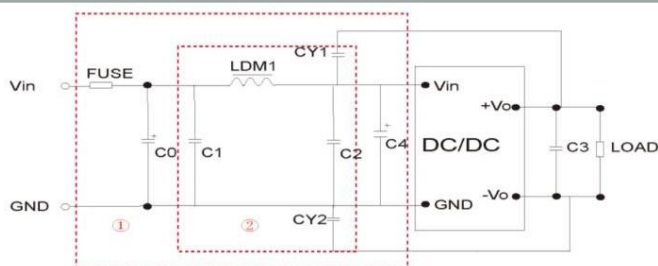 CY1
FUSE
LDM1
Vin
Vin
+Vo
C0
C1
C2
C4
DC/DC
C3
LOAD
GND
-Vo
GND
CY2
①
②